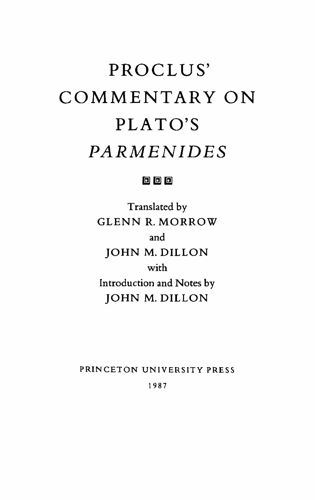 PROCLUS'
COMMENTARY ON
PLATO'S
PARMENIDES
Translated by
GLENN R. MORROW
and
JOHN M. DILLON
with
Introduction and Notes by
JOHN M. DILLON
PRINCETON UNIVERSITY PRESS
1987